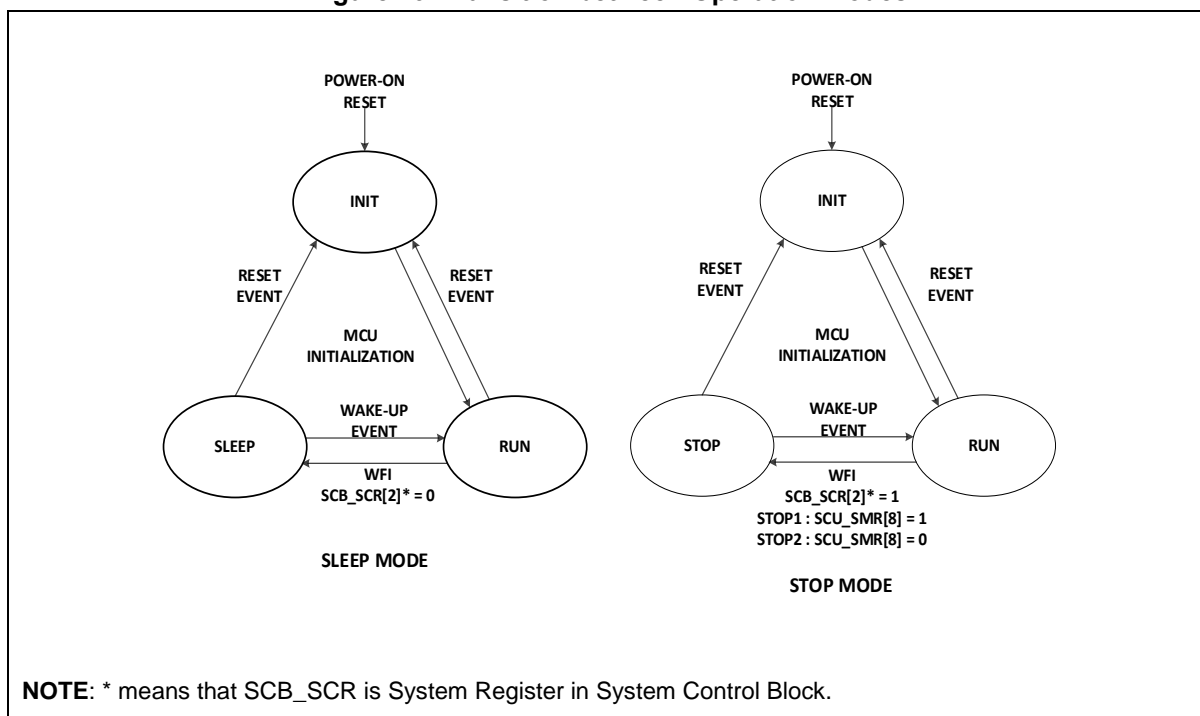 POWER-ON
RESET
INIT
RESET
EVENT
RESET
EVENT
MCU
INITIALIZATION
SLEEP
WAKE-UP
EVENT
RUN
WFI
SCB_SCR[2]* = 0
SLEEP MODE
POWER-ON
RESET
INIT
RESET
EVENT
RESET
EVENT
MCU
INITIALIZATION
STOP
WAKE-UP
EVENT
RUN
WFI
SCB_SCR[2]* = 1
STOP1 : SCU_SMR[8] = 1
STOP2 : SCU_SMR[8] = 0
STOP MODE
NOTE: * means that SCB_SCR is System Register in System Control Block.